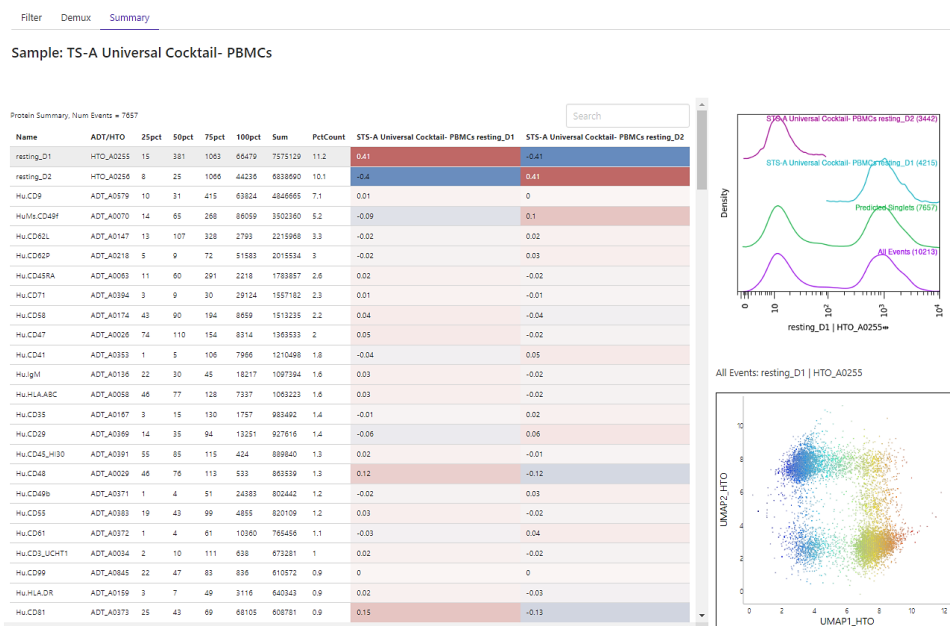 Filter Demux Summary
Sample: TS-A Universal Cocktail- PBMCs
Protein Summary, Num Events = 7657
Search
Name ADT/HTO 25pct 50pct 75pct 100pct Sum PctCount STS-A Universal Cocktail- PBMCs resting_D1 STS-A Universal Cocktail- PBMCs resting_D2
resting_D1 HTO_A0255 15 381 1063 66479 7575129 11.2 0.41 -0.41
resting_D2 HTO_A0256 8 25 1066 44236 6838690 10.1 -0.4 0.41
Hu.CD9 ADT_A0579 10 31 415 63824 4846665 7.1 0.01 0
HuMs.CD49f ADT_A0070 14 65 268 86059 3502360 5.2 -0.09 0.1
Hu.CD62L ADT_A0147 13 107 328 2793 2215968 3.3 -0.02 0.02
Hu.CD62P ADT_A0218 5 9 72 51583 2015534 3 -0.02 0.03
Hu.CD45RA ADT_A0063 11 60 291 2218 1783857 2.6 0.02 -0.02
Hu.CD71 ADT_A0394 3 9 30 29124 1557182 2.3 0.01 -0.01
Hu.CD58 ADT_A0174 43 90 194 8659 1513235 2.2 0.04 -0.04
Hu.CD47 ADT_A0026 74 110 154 8314 1363533 2 0.05 -0.02
Hu.CD41 ADT_A0353 1 5 106 7966 1210498 1.8 -0.04 0.05
Hu.IgM ADT_A0136 22 30 45 18217 1097394 1.6 0.03 -0.02
Hu.HLA.ABC ADT_A0058 46 77 128 7337 1063223 1.6 0.03 -0.02
Hu.CD35 ADT_A0167 3 15 130 1757 983492 1.4 -0.01 0.02
Hu.CD29 ADT_A0369 14 35 94 13251 927616 1.4 -0.06 0.06
Hu.CD45_HI30 ADT_A0391 55 85 115 424 889840 1.3 0.02 -0.01
Hu.CD48 ADT_A0029 46 76 113 533 863539 1.3 0.12 -0.12
Hu.CD49b ADT_A0371 1 4 51 24383 802442 1.2 -0.02 0.03
Hu.CD55 ADT_A0383 19 43 99 4855 820109 1.2 0.03 -0.02
Hu.CD61 ADT_A0372 1 4 61 10360 765456 1.1 -0.03 0.04
Hu.CD3_UCHT1 ADT_A0034 2 10 111 638 673281 1 0.02 -0.02
Hu.CD99 ADT_A0845 22 47 83 836 610572 0.9 0 0
Hu.HLA.DR ADT_A0159 3 7 49 3116 640343 0.9 0.02 -0.03
Hu.CD81 ADT_A0373 25 43 69 68105 608781 0.9 0.15 -0.13
STS-A Universal Cocktail- PBMCs resting_D2 (3442)
STS-A Universal Cocktail- PBMCs resting_D1 (4215)
Predicted Singlets (7657)
All Events (10213)
Density
0 10 10² 10³ 10⁴
resting_D1 | HTO_A0255
All Events: resting_D1 | HTO_A0255
UMAP2_HTO
10
8
6
4
2
0
0 2 4 6 8 10 12
UMAP1_HTO